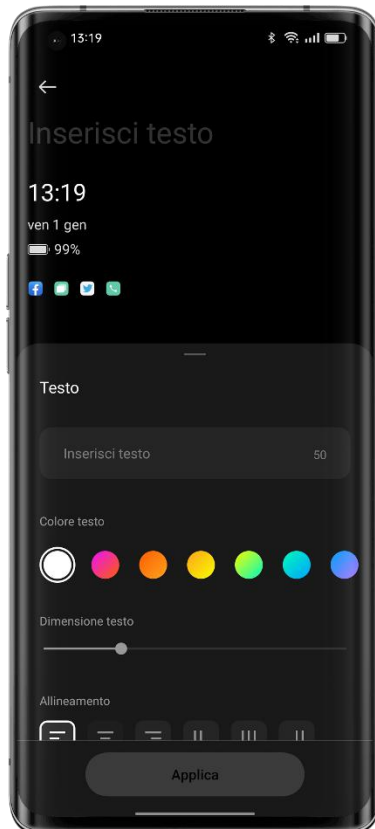 13:19
Inserisci testo
13:19
ven 1 gen
99%
Testo
Inserisci testo 50
Colore testo
Dimensione testo
Allineamento
Applica